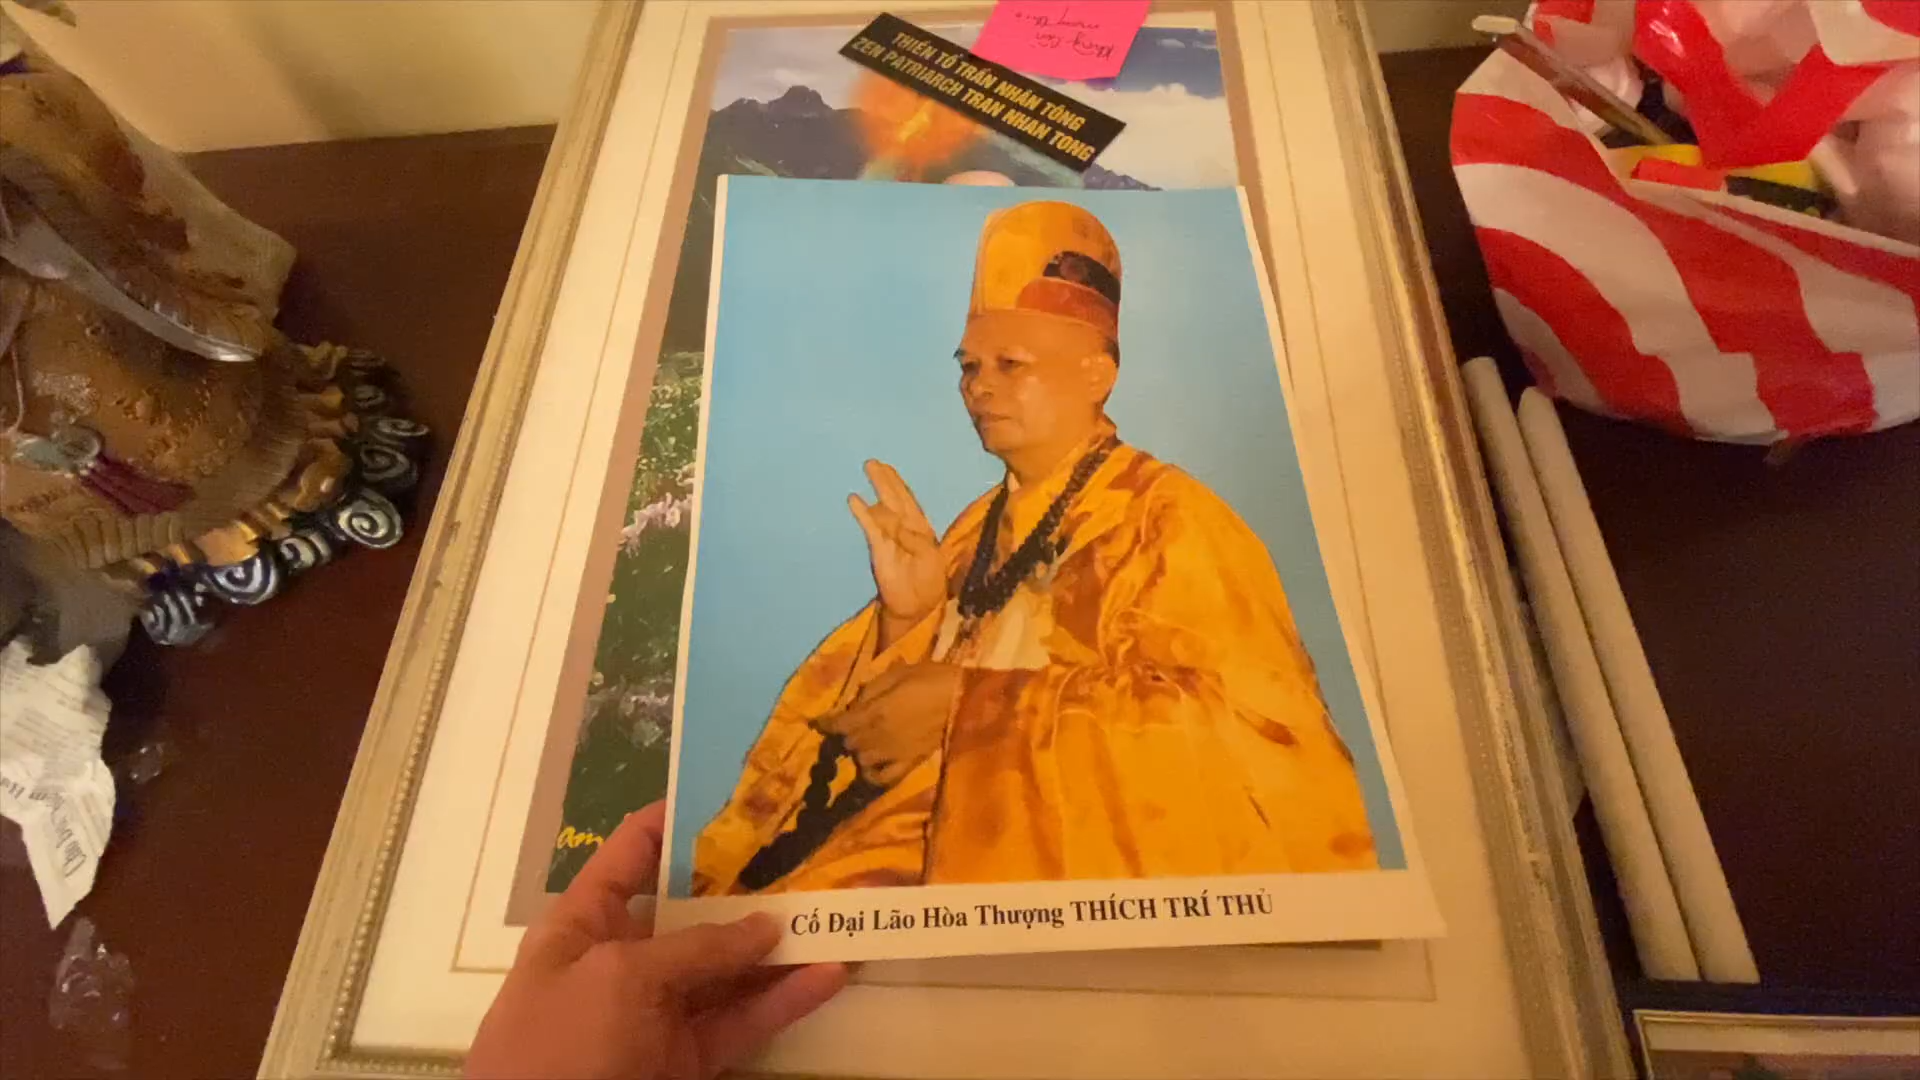 THIỀN TỔ TRẦN NHÂN TÔNG
ZEN PATRIARCH TRAN NHAN TONG
Cố Đại Lão Hòa Thượng THÍCH TRÍ THỦ